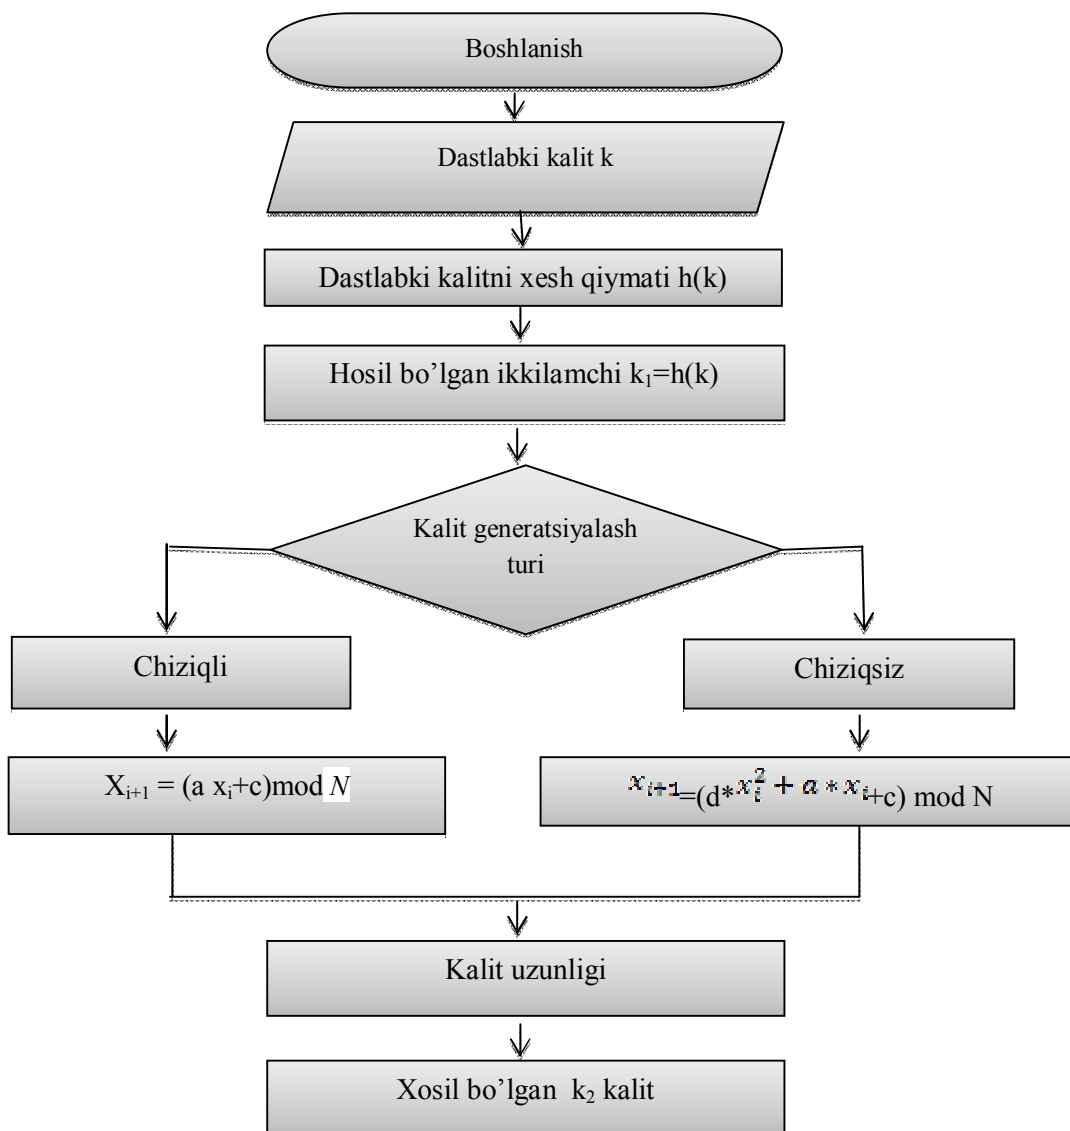 Boshlanish
Dastlabki kalit k
Dastlabki kalitni xesh qiymati h(k)
Hosil bo’lgan ikkilamchi k₁=h(k)
Kalit generatsiyalash
turi
Chiziqli
Chiziqsiz
Xᵢ₊₁ = (a xᵢ+c)mod N
xᵢ₊₁=(d*xᵢ² + a * xᵢ+c) mod N
Kalit uzunligi
Xosil bo’lgan k₂ kalit